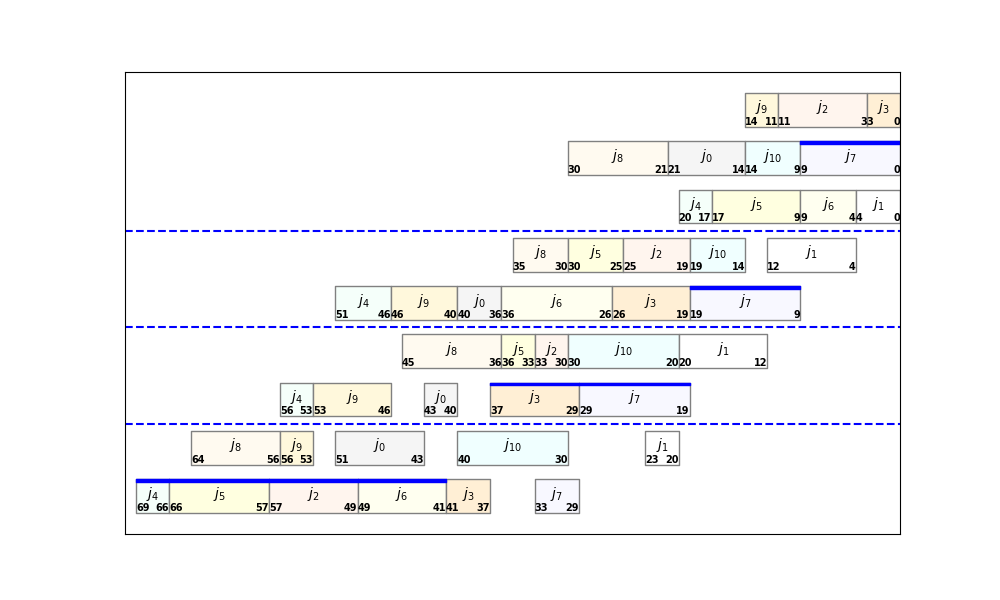 j9 j2 j3
14 11 11 3 3 0
j8 j0 j10 j7
30 21 21 14 14 9 9 0
j4 j5 j6 j1
20 17 17 9 9 4 4 0
j8 j5 j2 j10 j1
35 30 30 25 25 19 19 14 12 4
j4 j9 j0 j6 j3 j7
51 46 46 40 40 36 36 26 26 19 19 9
j8 j5 j2 j10 j1
45 36 36 33 33 30 30 20 20 12
j4 j9 j0 j3 j7
56 53 53 46 43 40 37 29 29 19
j8 j9 j0 j10 j1
64 56 56 53 51 43 40 30 23 20
j4 j5 j2 j6 j3 j7
69 66 66 57 57 49 49 41 41 37 33 29